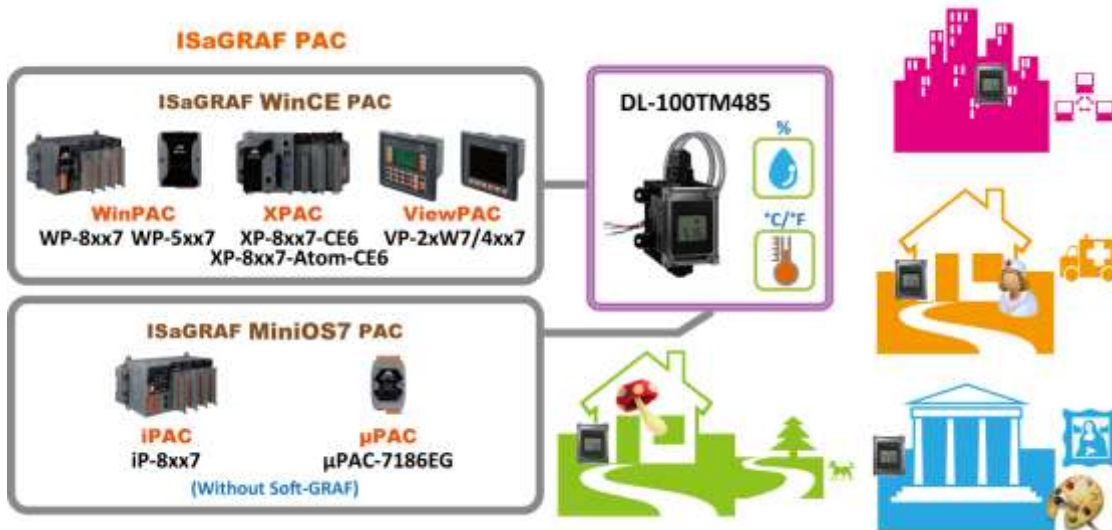 ISaGRAF PAC
ISaGRAF WinCE PAC
WinPAC
WP-8xx7 WP-5xx7
XPAC
XP-8xx7-CE6
XP-8xx7-Atom-CE6
ViewPAC
VP-2xW7/4xx7
ISaGRAF MiniOS7 PAC
iPAC
iP-8xx7
μPAC
μPAC-7186EG
(Without Soft-GRAF)
DL-100TM485
%
°C/°F